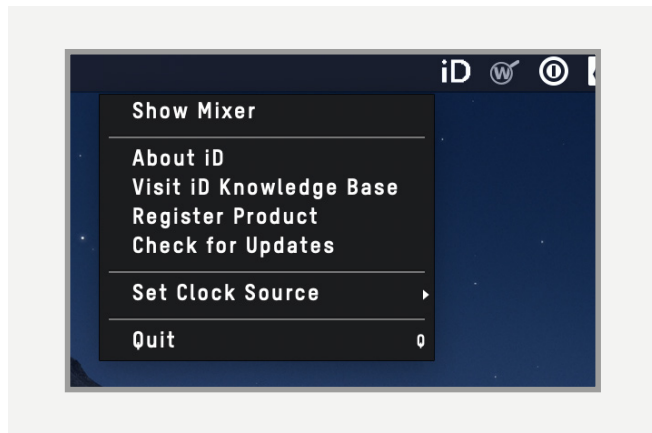 iD
Show Mixer
About iD
Visit iD Knowledge Base
Register Product
Check for Updates
Set Clock Source
Quit Q